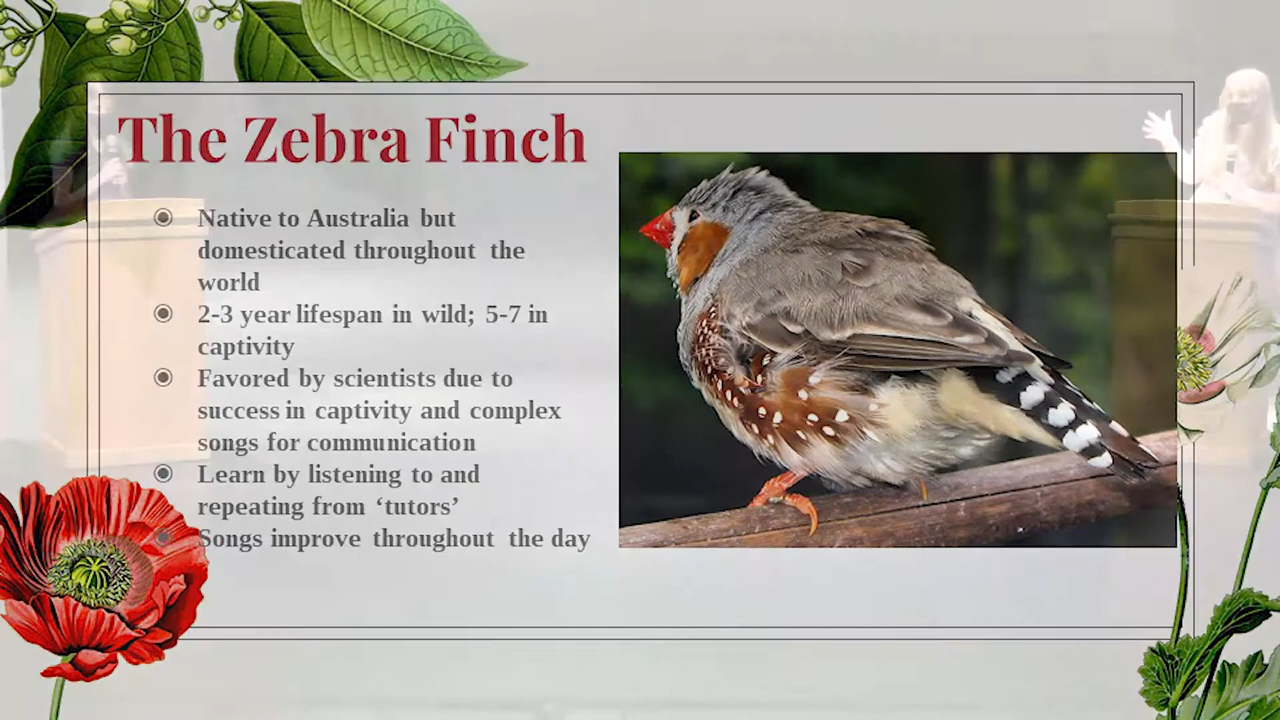 The Zebra Finch
Native to Australia but
domesticated throughout the
world
2-3 year lifespan in wild; 5-7 in
captivity
Favored by scientists due to
success in captivity and complex
songs for communication
Learn by listening to and
repeating from ‘tutors’
Songs improve throughout the day